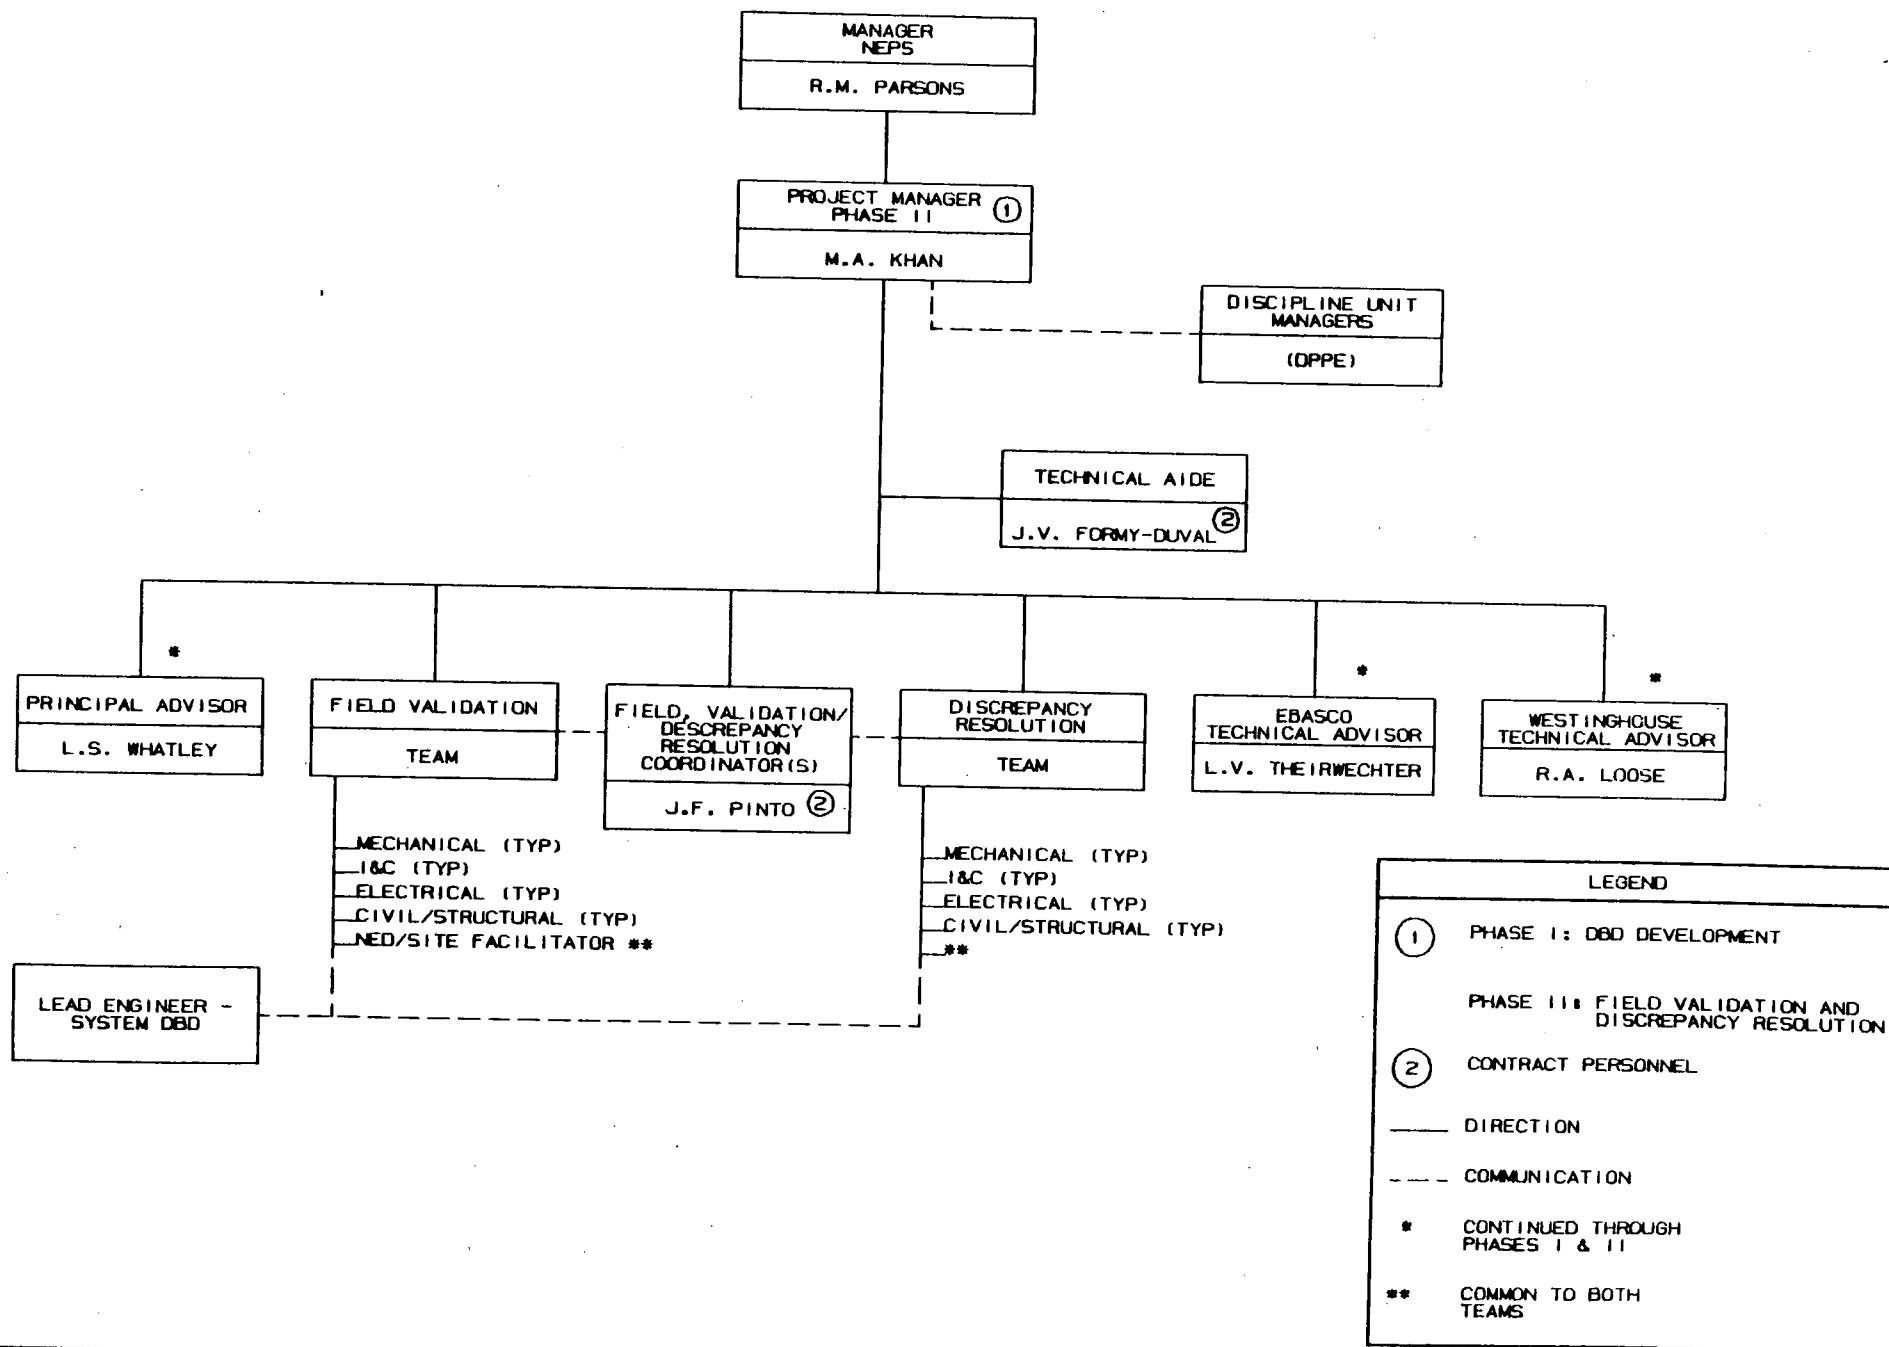 MANAGER
NEPS
R.M. PARSONS
PROJECT MANAGER
PHASE II
1
M.A. KHAN
DISCIPLINE UNIT
MANAGERS
(DPPE)
TECHNICAL AIDE
J.V. FORMY-DUVAL 2
*
PRINCIPAL ADVISOR
L.S. WHATLEY
FIELD VALIDATION
TEAM
FIELD, VALIDATION/
DESCREPANCY
RESOLUTION
COORDINATOR(S)
J.F. PINTO 2
DISCREPANCY
RESOLUTION
TEAM
*
EBASCO
TECHNICAL ADVISOR
L.V. THEIRWECHTER
*
WESTINGHOUSE
TECHNICAL ADVISOR
R.A. LOOSE
MECHANICAL (TYP)
I&C (TYP)
ELECTRICAL (TYP)
CIVIL/STRUCTURAL (TYP)
NED/SITE FACILITATOR **
MECHANICAL (TYP)
I&C (TYP)
ELECTRICAL (TYP)
CIVIL/STRUCTURAL (TYP)
**
LEAD ENGINEER -
SYSTEM DBD
LEGEND
1 PHASE I: DBD DEVELOPMENT
PHASE II: FIELD VALIDATION AND
DISCREPANCY RESOLUTION
2 CONTRACT PERSONNEL
DIRECTION
COMMUNICATION
* CONTINUED THROUGH
PHASES I & II
** COMMON TO BOTH
TEAMS